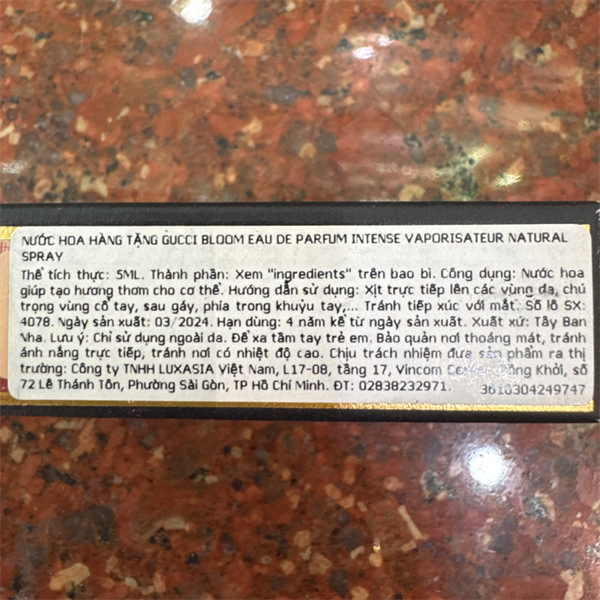 NƯỚC HOA HÀNG TẶNG GUCCI BLOOM EAU DE PARFUM INTENSE VAPORISATEUR NATURAL
SPRAY
Thể tích thực: 5ML. Thành phần: Xem "ingredients" trên bao bì. Công dụng: Nước hoa
giúp tạo hương thơm cho cơ thể. Hướng dẫn sử dụng: Xịt trực tiếp lên các vùng da, chú
trọng vùng cổ tay, sau gáy, phía trong khuỷu tay,... Tránh tiếp xúc với mắt. Số lô SX:
4078. Ngày sản xuất: 03/2024. Hạn dùng: 4 năm kể từ ngày sản xuất. Xuất xứ: Tây Ban
Nha. Lưu ý: Chỉ sử dụng ngoài da. Để xa tầm tay trẻ em. Bảo quản nơi thoáng mát, tránh
ánh nắng trực tiếp, tránh nơi có nhiệt độ cao. Chịu trách nhiệm đưa sản phẩm ra thị
trường: Công ty TNHH LUXASIA Việt Nam, L17-08, tầng 17, Vincom Center Đồng Khởi, số
72 Lê Thánh Tôn, Phường Sài Gòn, TP Hồ Chí Minh. ĐT: 02838232971. 3610304249747